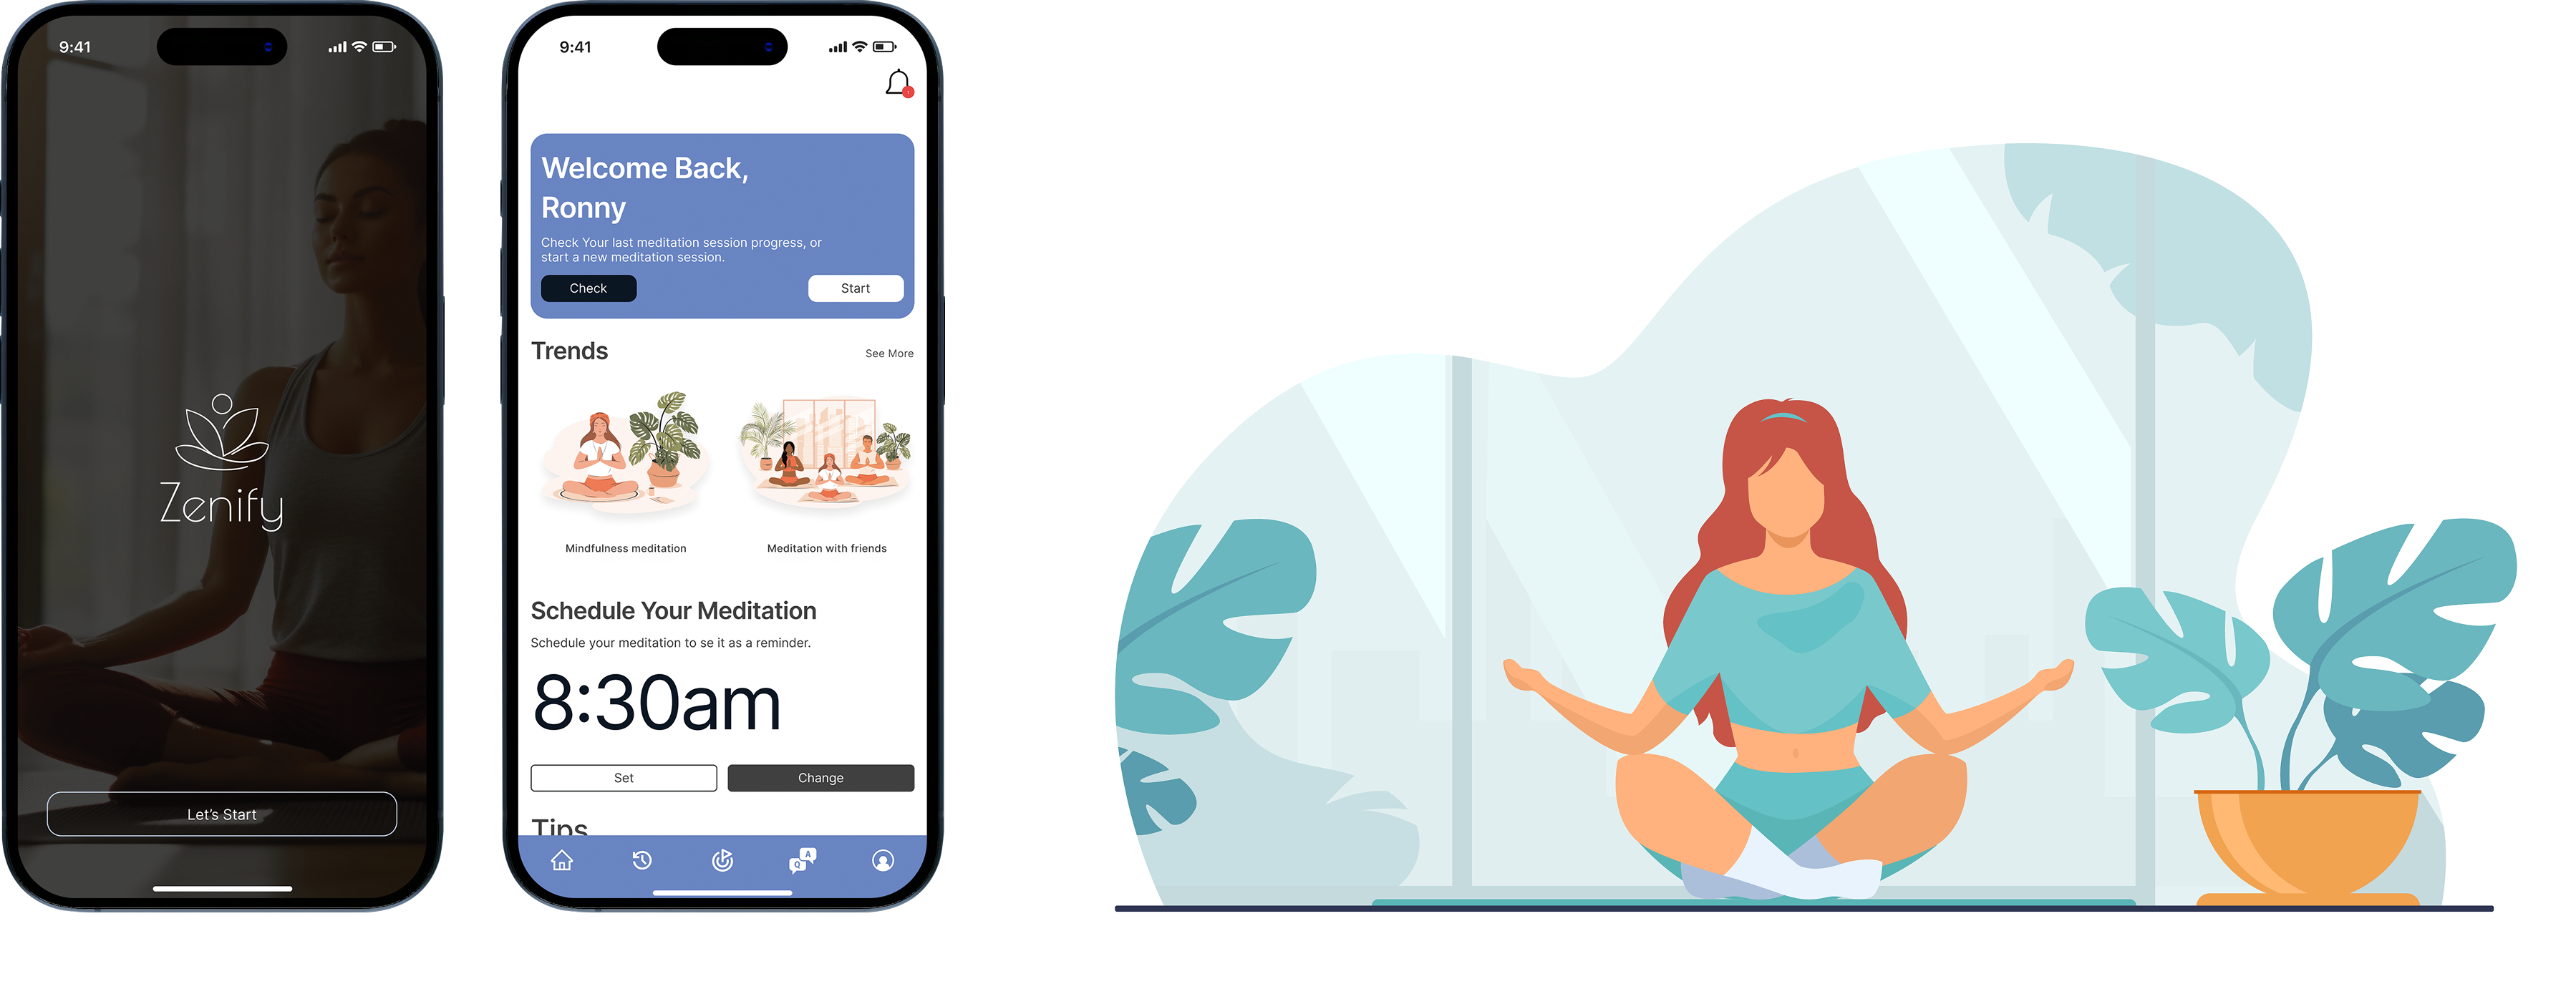 9:41
Zenify
Let's Start
9:41
Welcome Back,
Ronny
Check Your last meditation session progress, or
start a new meditation session.
Check
Start
Trends
See More
Mindfulness meditation
Meditation with friends
Schedule Your Meditation
Schedule your meditation to se it as a reminder.
8:30am
Set
Change
Tips
Q
A